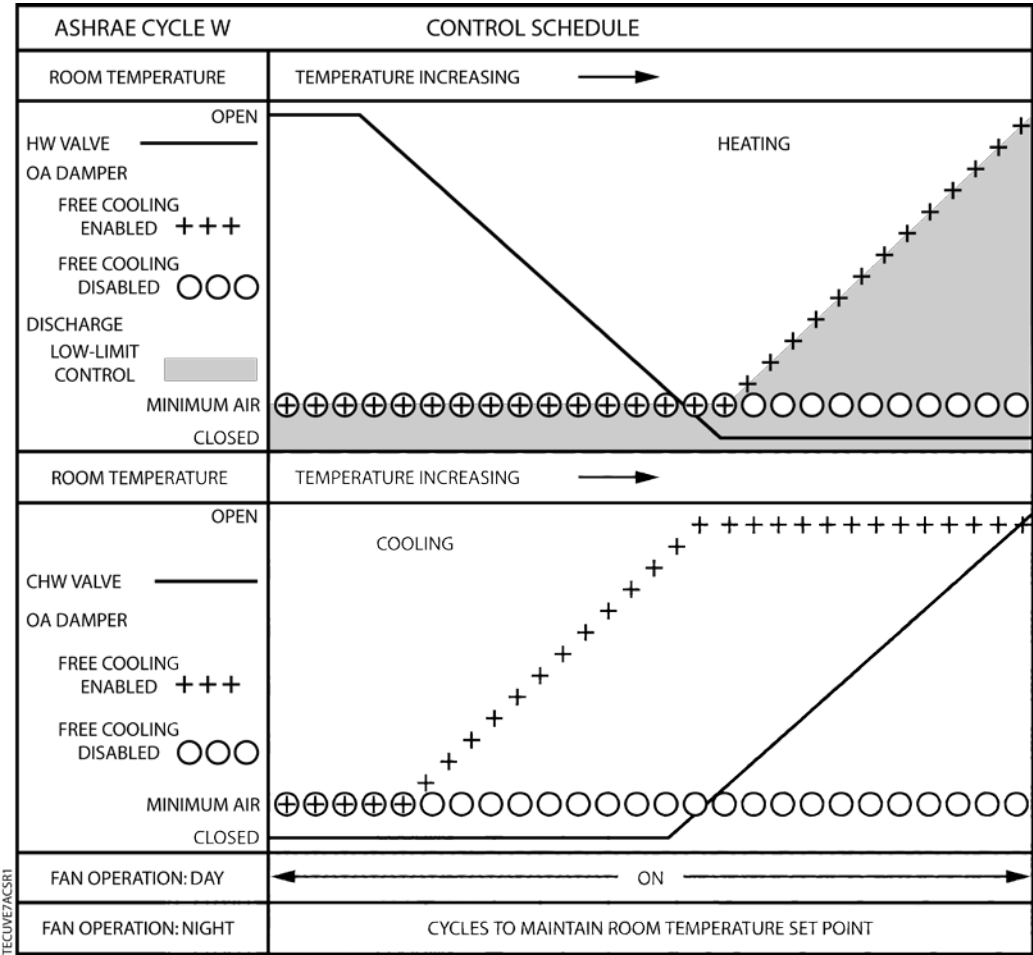 ASHRAE CYCLE W
CONTROL SCHEDULE
ROOM TEMPERATURE
TEMPERATURE INCREASING
OPEN
HW VALVE
HEATING
OA DAMPER
FREE COOLING
ENABLED
FREE COOLING
DISABLED
DISCHARGE
LOW-LIMIT
CONTROL
MINIMUM AIR
CLOSED
ROOM TEMPERATURE
TEMPERATURE INCREASING
OPEN
COOLING
CHW VALVE
OA DAMPER
FREE COOLING
ENABLED
FREE COOLING
DISABLED
MINIMUM AIR
CLOSED
FAN OPERATION: DAY
ON
FAN OPERATION: NIGHT
CYCLES TO MAINTAIN ROOM TEMPERATURE SET POINT
TECUVE7ACSR1